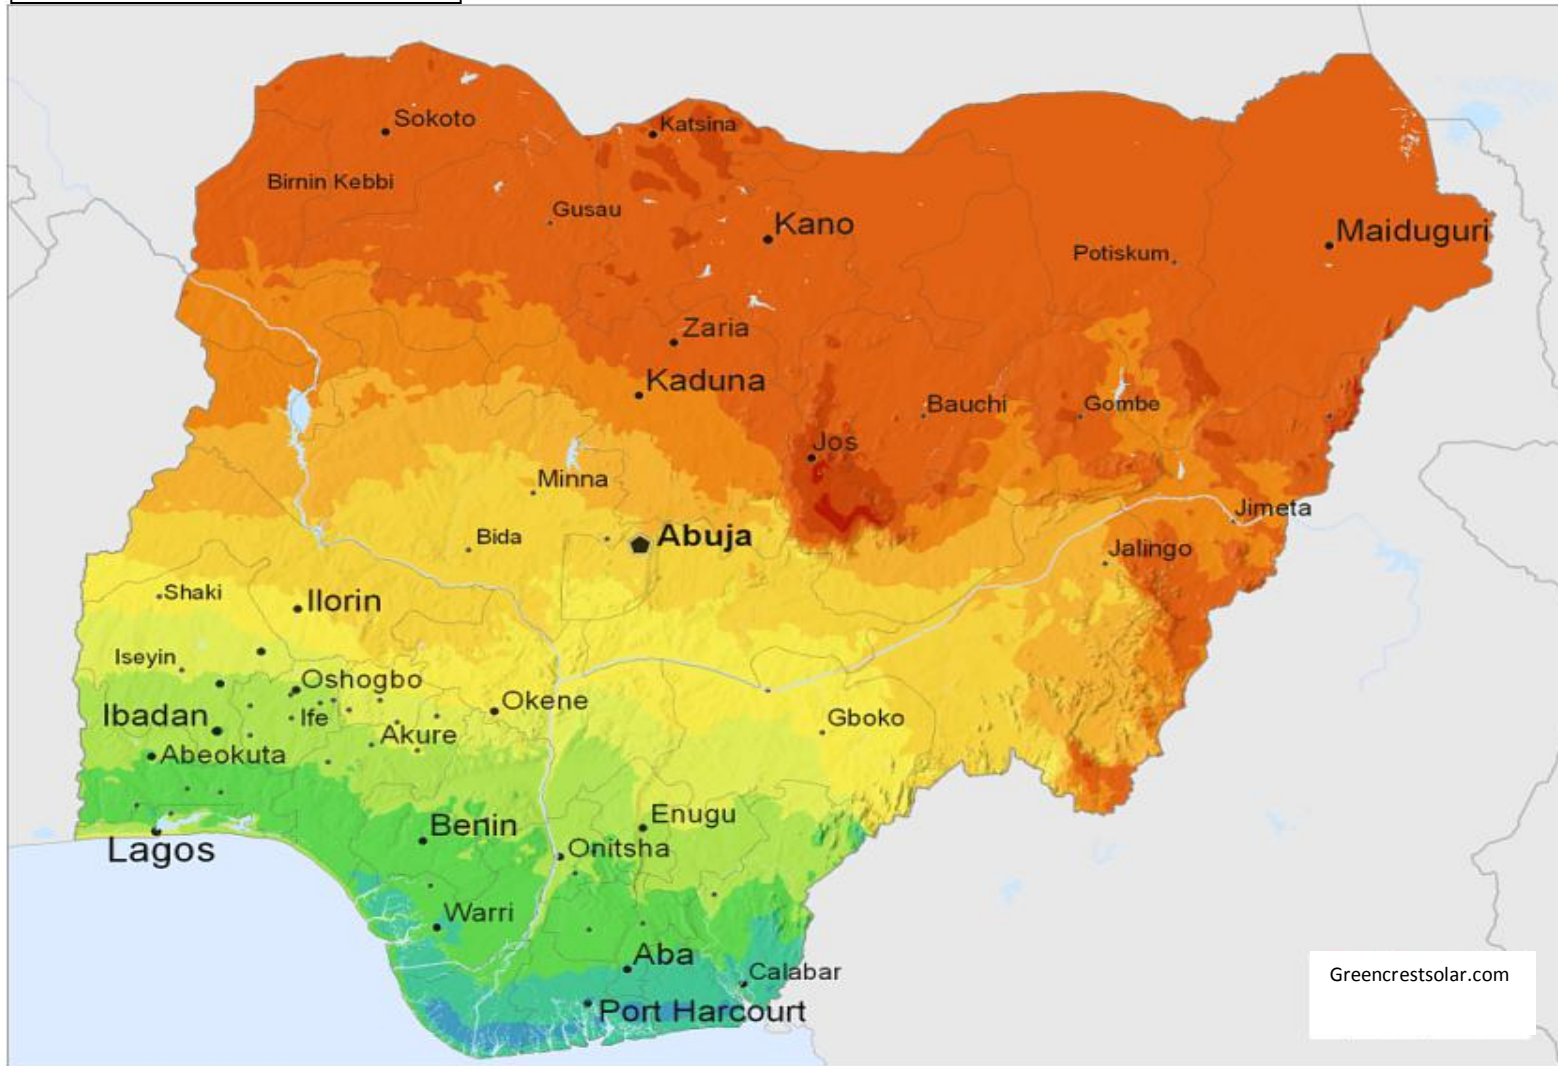 Sokoto
Katsina
Birnin Kebbi
Gusau
Kano
Maiduguri
Potiskum
Zaria
Kaduna
Bauchi
Gombe
Jos
Minna
Jimeta
Bida
Abuja
Jalingo
Shaki
Ilorin
Iseyin
Oshogbo
Okene
Ibadan
Ife
Gboko
Akure
Abeokuta
Enugu
Benin
Lagos
Onitsha
Warri
Aba
Calabar
Greencrestsolar.com
Port Harcourt